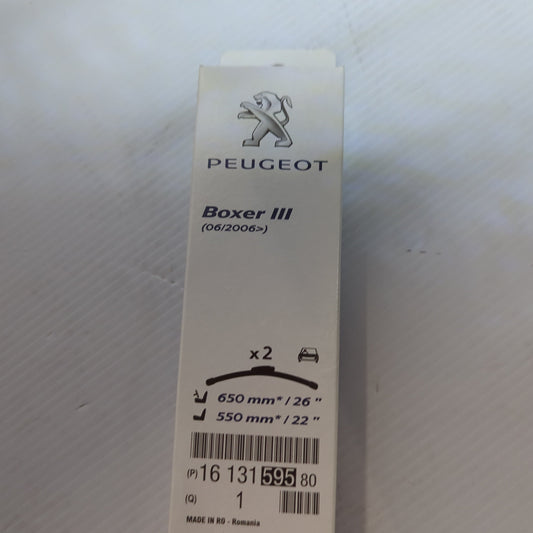 PEUGEOT
Boxer III
(06/2006>)
x2
650 mm* / 26 "
550 mm* / 22 "
(P) 16 131 595 80
(Q) 1
MADE IN RO - Romania